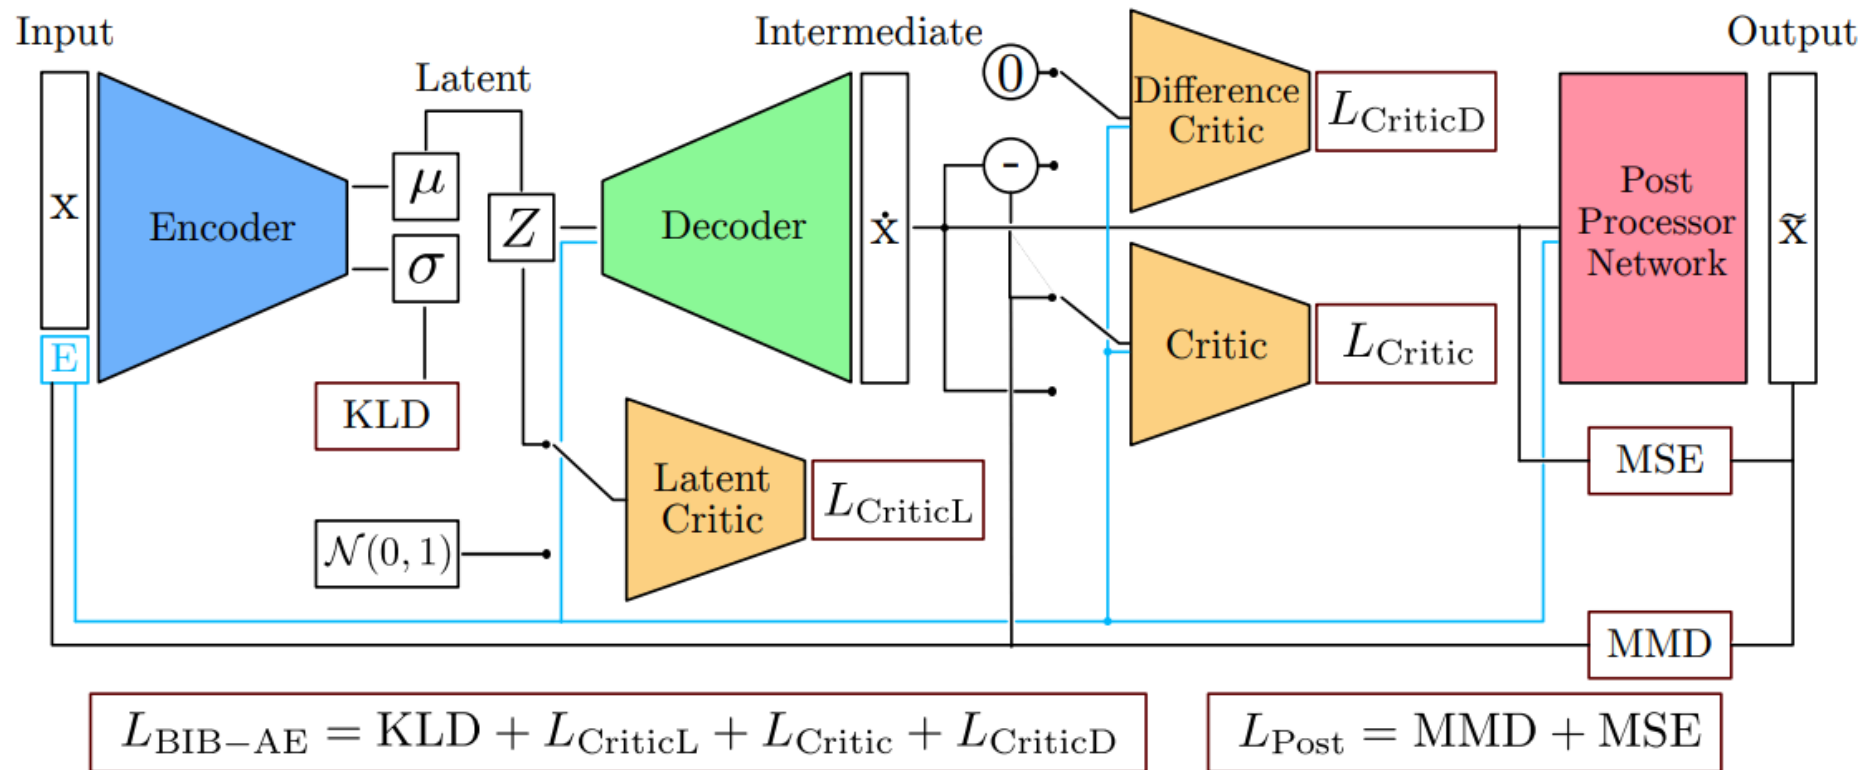 Input
Latent
Intermediate
Output
x
E
Encoder
μ
σ
KLD
𝒩(0, 1)
Z
Latent
Critic
L_CriticL
Decoder
ẋ
0
-
Difference
Critic
L_CriticD
Critic
L_Critic
Post
Processor
Network
x̃
MSE
MMD
L_BIB−AE = KLD + L_CriticL + L_Critic + L_CriticD
L_Post = MMD + MSE